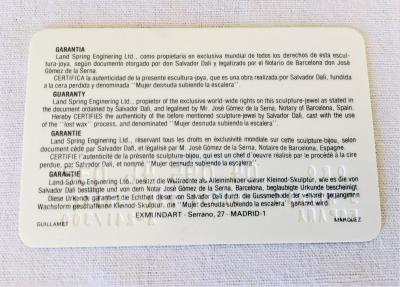 GARANTIA
Land Spring Enginering Ltd., como propietaria en exclusiva mundial de todos los derechos de esta escul-
tura-joya, según documento otorgado por don Salvador Dalí y legalizado por el Notario de Barcelona don José
Gómez de la Serna.
CERTIFICA la autenticidad de la presente escultura-joya, que es una obra realizada por Salvador Dalí, fundida
a la cera perdida y denominada "Mujer desnuda subiendo la escalera".
GUARANTY
Land Spring Enginering Ltd., propietor of the exclusive world-wide rights on this sculpture-jewel as stated in
the document ordained by Salvador Dalí, and legalised by Mr. José Gómez de la Serna, Notary of Barcelona, Spain.
Hereby CERTIFIES the authenticity of the before mentioned sculpture by Salvador Dalí, cast with the use
of the "lost wax" process, and denominated "Mujer desnuda subiendo la escalera".
GARANTIE
Land Spring Enginering Ltd., réservant tous les droits en exclusivité mondiale sur cette sculpture-bijou, selon
document cédé par Salvador Dalí, et légalisé par M. José Gómez de la Serna, Notaire de Barcelone, Espagne.
CERTIFIE l'autenticité de la presente sculpture-bijou, qui est un chef d'oeuvre réalisé par le procédé à la cire
perdue, par Salvador Dalí, et nommé "Mujer desnuda subiendo la escalera".
GARANTIE
Land Spring Enginering Ltd., besitzt die Weltrechte als Alleininhaber dieser Kleinod-Skulptur, wie es die von
Salvador Dalí bestätigte und von dem Notar José Gómez de la Serna, Barcelona, beglaubigte Urkunde bescheinigt.
Diese Urkunde garantiert die Echtheit dieser von Salvador Dalí durch die Gussmethode der verloren gegangenen
Wachsform geschaffenen Kleinod-Skulptur, die "Mujer desnuda subiendo la escalera" genannt wird.
EXMUNDART - Serrano, 27 - MADRID-1
GUILLAMET
MARQUEZ